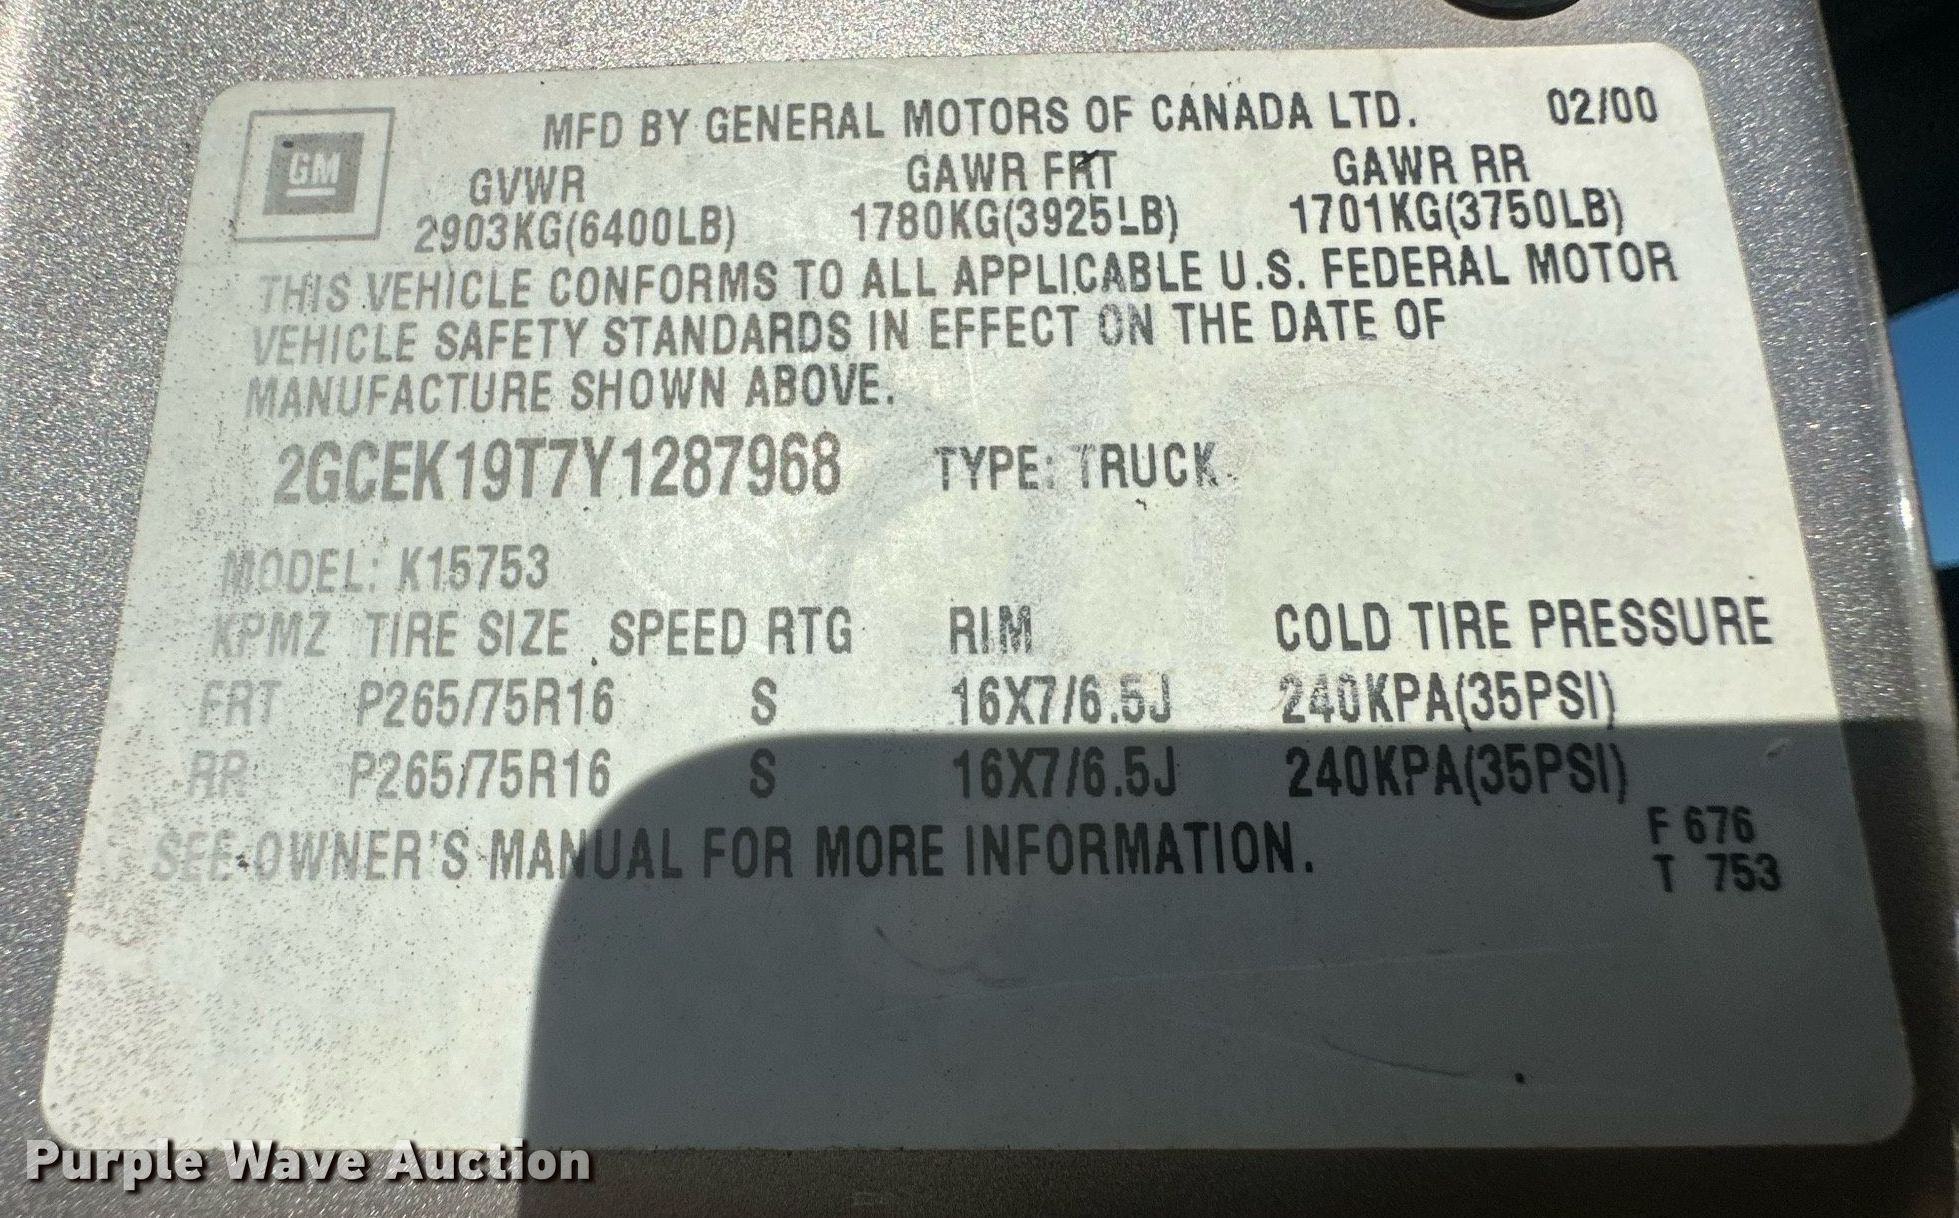 GM
MFD BY GENERAL MOTORS OF CANADA LTD. 02/00
GVWR GAWR FRT GAWR RR
2903KG(6400LB) 1780KG(3925LB) 1701KG(3750LB)
THIS VEHICLE CONFORMS TO ALL APPLICABLE U.S. FEDERAL MOTOR
VEHICLE SAFETY STANDARDS IN EFFECT ON THE DATE OF
MANUFACTURE SHOWN ABOVE.
2GCEK19T7Y1287968 TYPE: TRUCK
MODEL: K15753
KPMZ TIRE SIZE SPEED RTG RIM COLD TIRE PRESSURE
FRT P265/75R16 S 16X7/6.5J 240KPA(35PSI)
RR P265/75R16 S 16X7/6.5J 240KPA(35PSI)
SEE OWNER'S MANUAL FOR MORE INFORMATION.
F 676
T 753
Purple Wave Auction